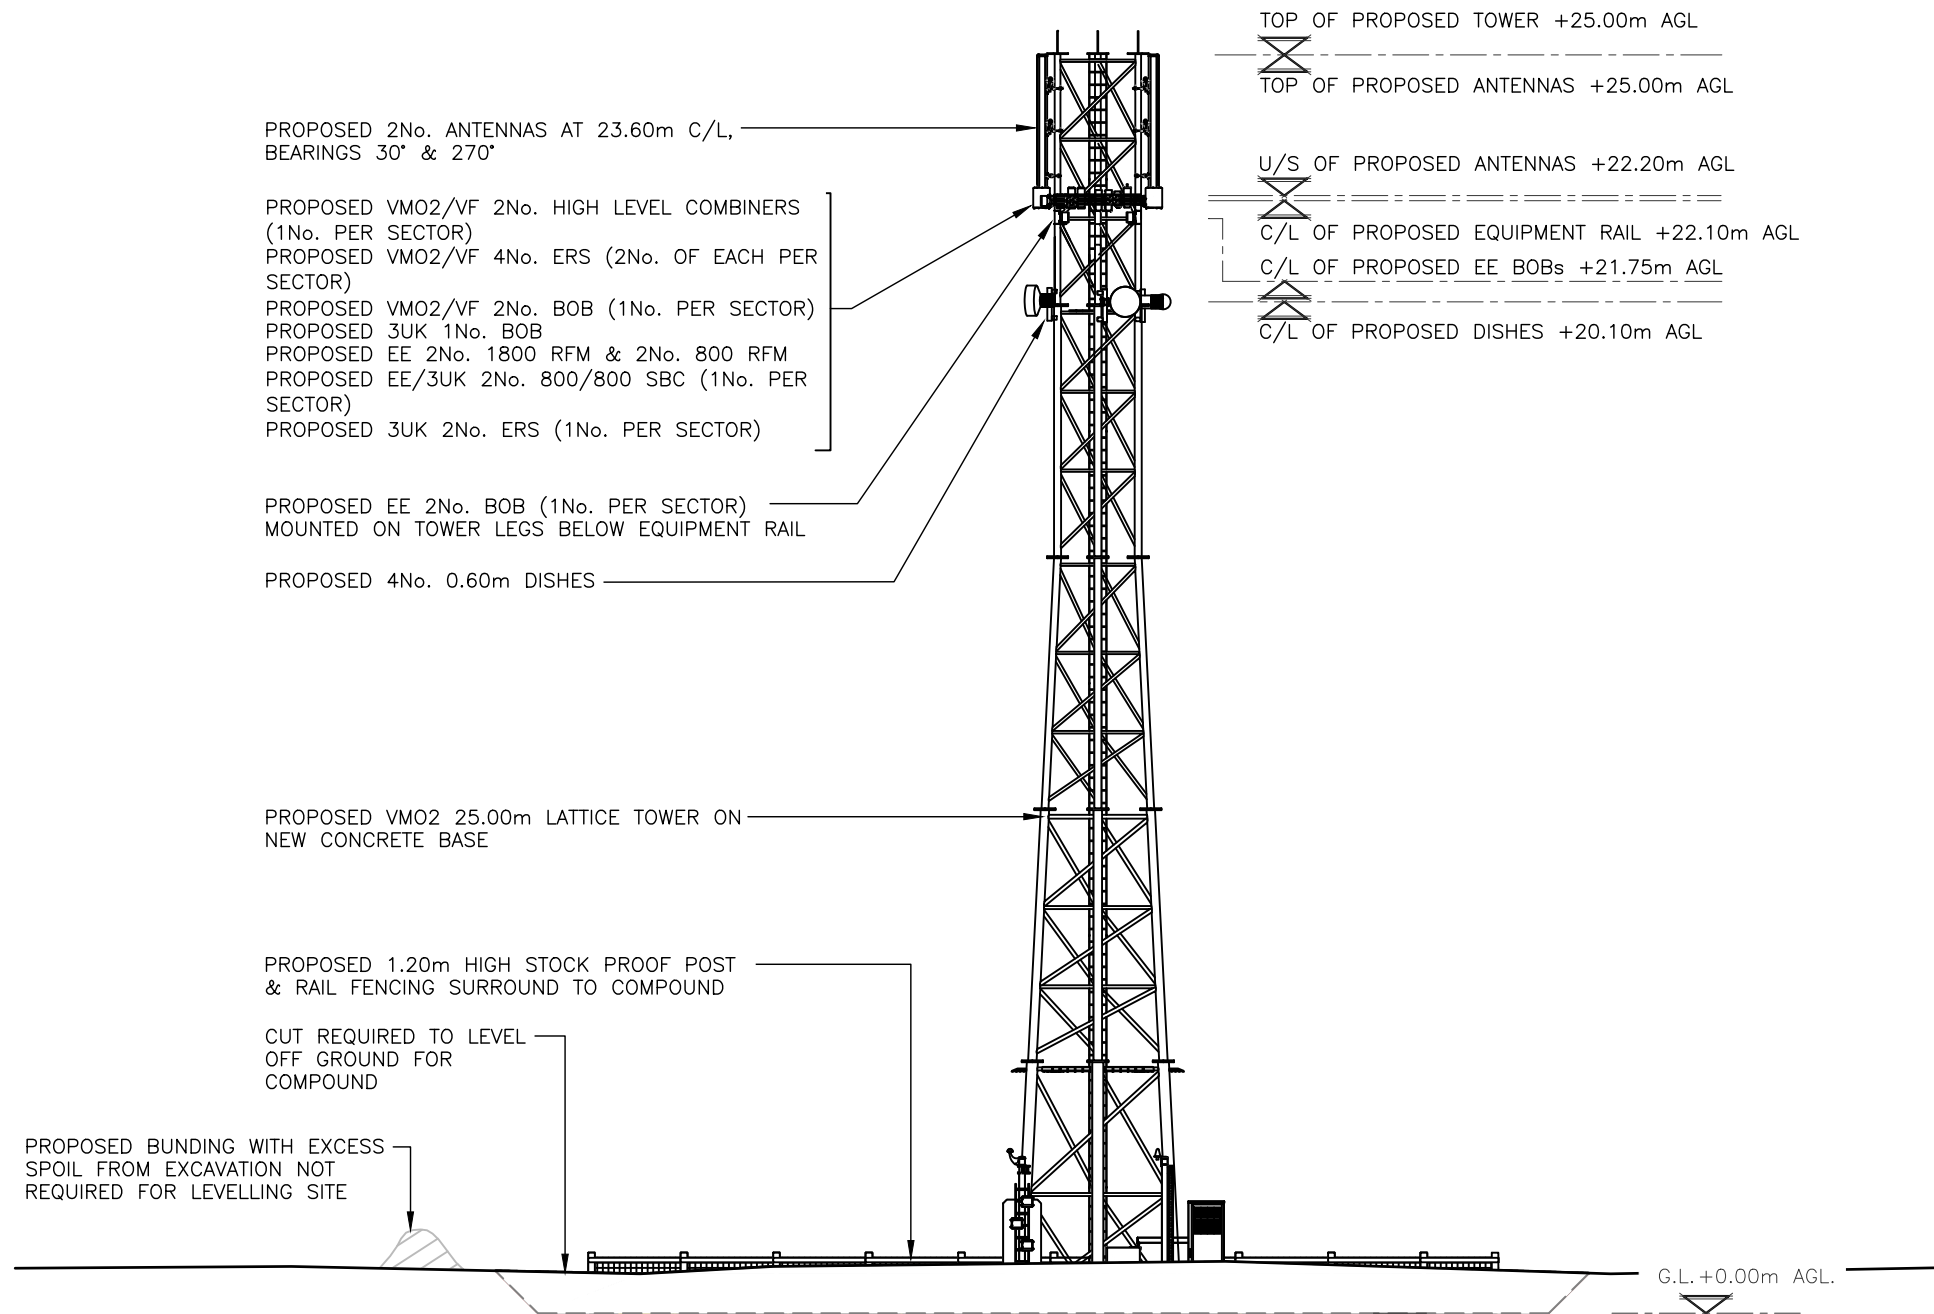 TOP OF PROPOSED TOWER +25.00m AGL
TOP OF PROPOSED ANTENNAS +25.00m AGL
PROPOSED 2No. ANTENNAS AT 23.60m C/L,
BEARINGS 30° & 270°
U/S OF PROPOSED ANTENNAS +22.20m AGL
C/L OF PROPOSED EQUIPMENT RAIL +22.10m AGL
C/L OF PROPOSED EE BOBs +21.75m AGL
C/L OF PROPOSED DISHES +20.10m AGL
PROPOSED VMO2/VF 2No. HIGH LEVEL COMBINERS
(1No. PER SECTOR)
PROPOSED VMO2/VF 4No. ERS (2No. OF EACH PER
SECTOR)
PROPOSED VMO2/VF 2No. BOB (1No. PER SECTOR)
PROPOSED 3UK 1No. BOB
PROPOSED EE 2No. 1800 RFM & 2No. 800 RFM
PROPOSED EE/3UK 2No. 800/800 SBC (1No. PER
SECTOR)
PROPOSED 3UK 2No. ERS (1No. PER SECTOR)
PROPOSED EE 2No. BOB (1No. PER SECTOR)
MOUNTED ON TOWER LEGS BELOW EQUIPMENT RAIL
PROPOSED 4No. 0.60m DISHES
PROPOSED VMO2 25.00m LATTICE TOWER ON
NEW CONCRETE BASE
PROPOSED 1.20m HIGH STOCK PROOF POST
& RAIL FENCING SURROUND TO COMPOUND
CUT REQUIRED TO LEVEL
OFF GROUND FOR
COMPOUND
PROPOSED BUNDING WITH EXCESS
SPOIL FROM EXCAVATION NOT
REQUIRED FOR LEVELLING SITE
G.L.+0.00m AGL.